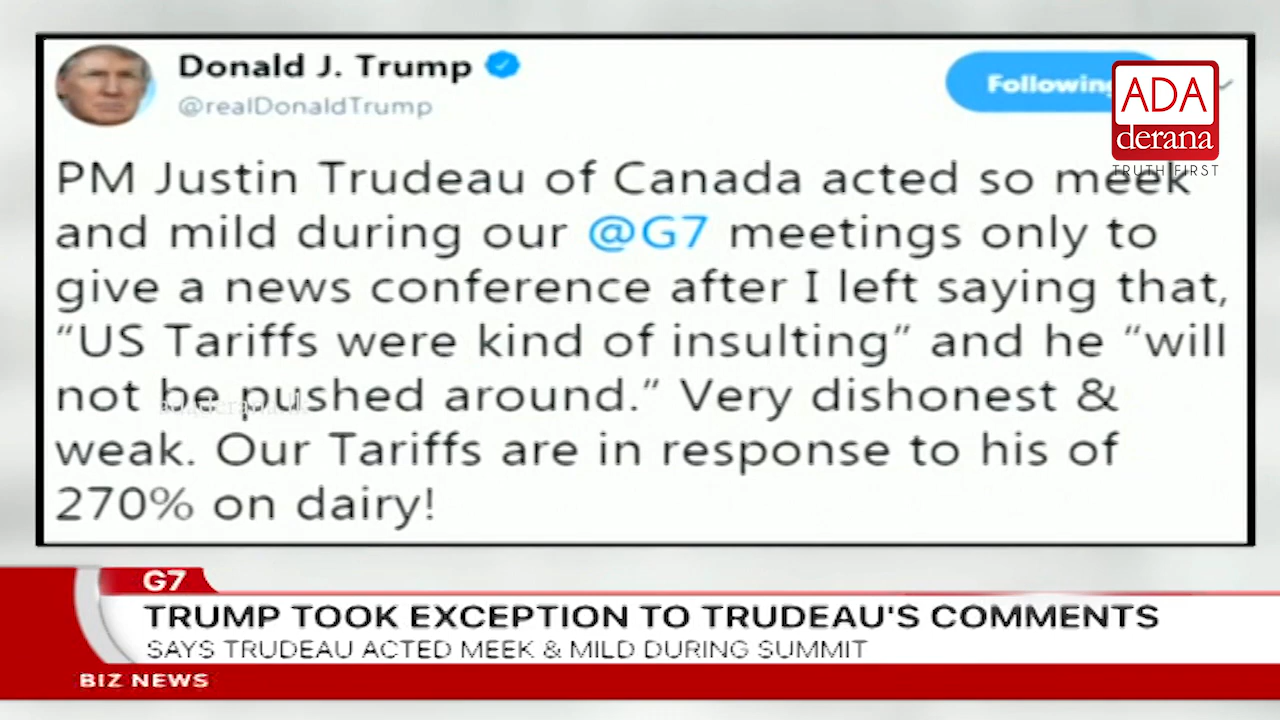 Donald J. Trump
@realDonaldTrump
Following
ADA
derana
TRUTH FIRST
PM Justin Trudeau of Canada acted so meek
and mild during our @G7 meetings only to
give a news conference after I left saying that,
“US Tariffs were kind of insulting” and he “will
not be pushed around.” Very dishonest &
weak. Our Tariffs are in response to his of
270% on dairy!
G7
TRUMP TOOK EXCEPTION TO TRUDEAU'S COMMENTS
SAYS TRUDEAU ACTED MEEK & MILD DURING SUMMIT
BIZ NEWS